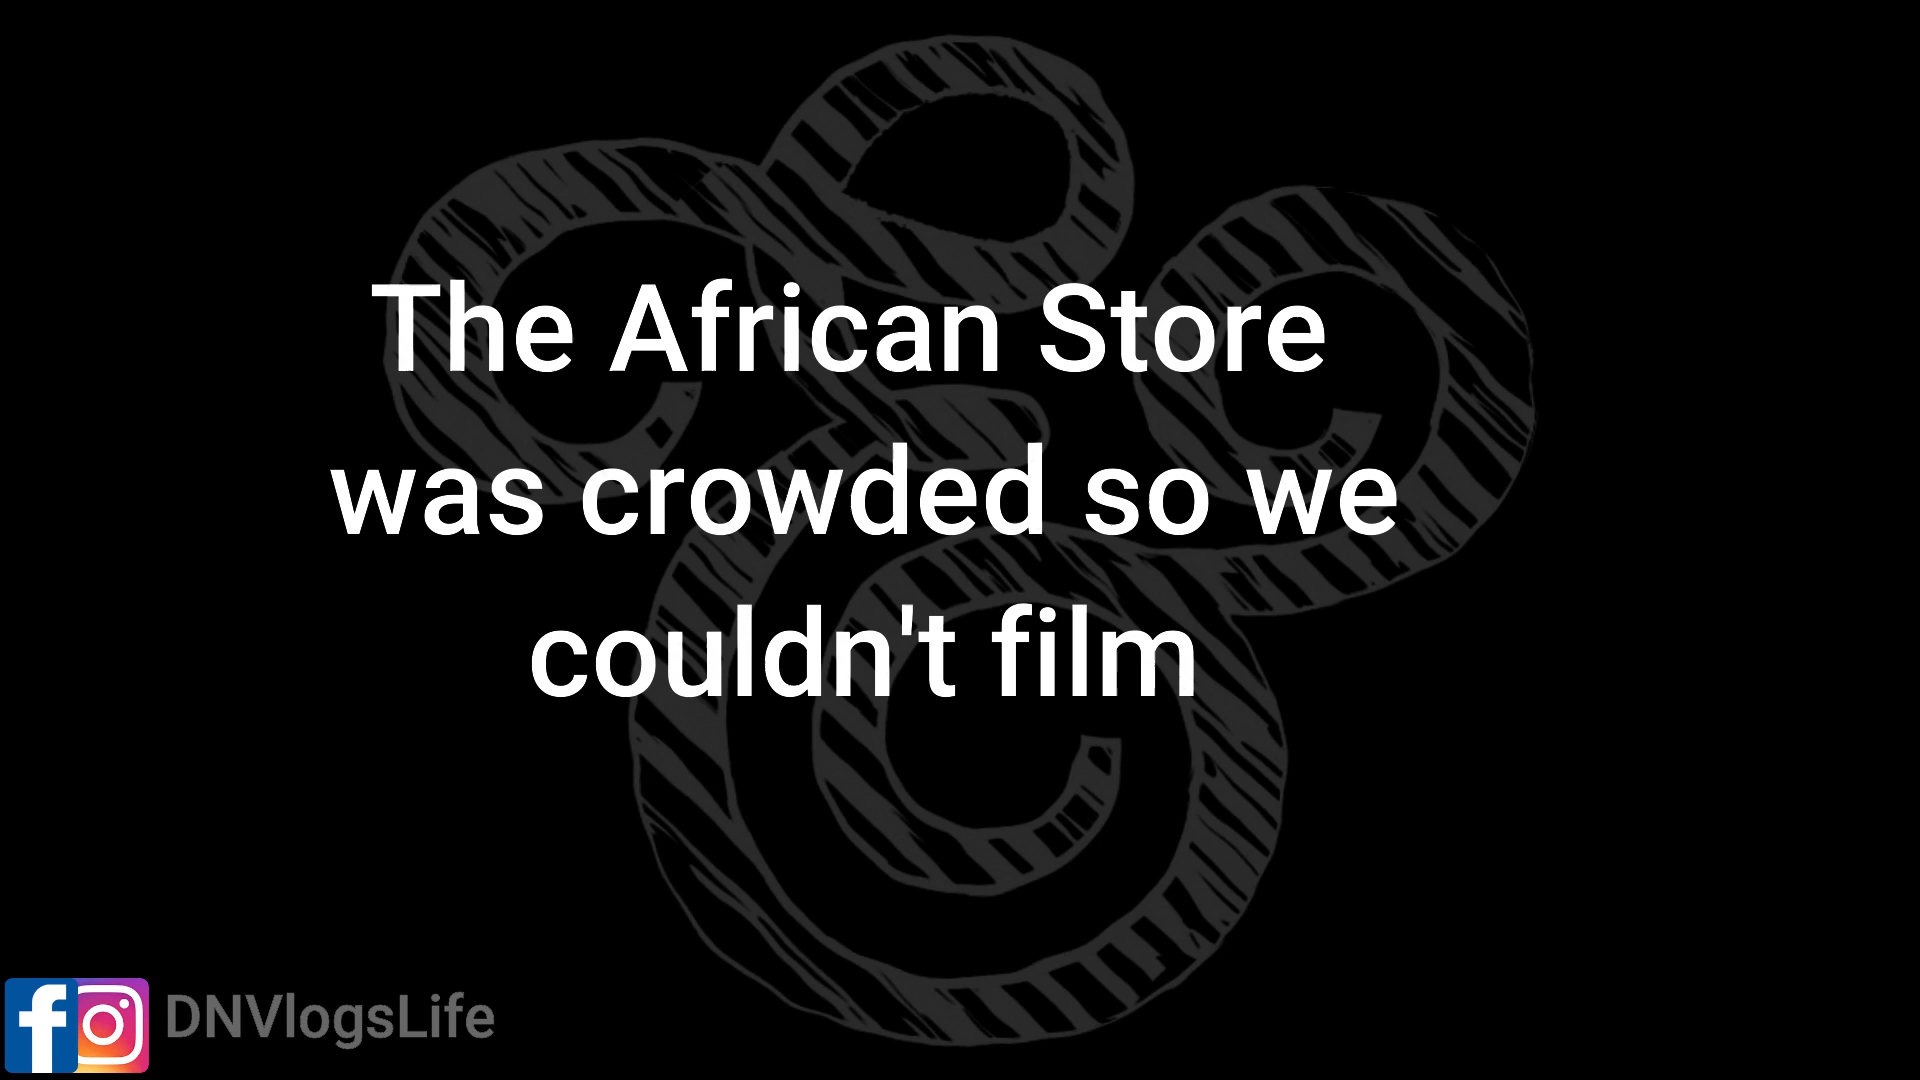 The African Store
was crowded so we
couldn't film
DNVlogsLife